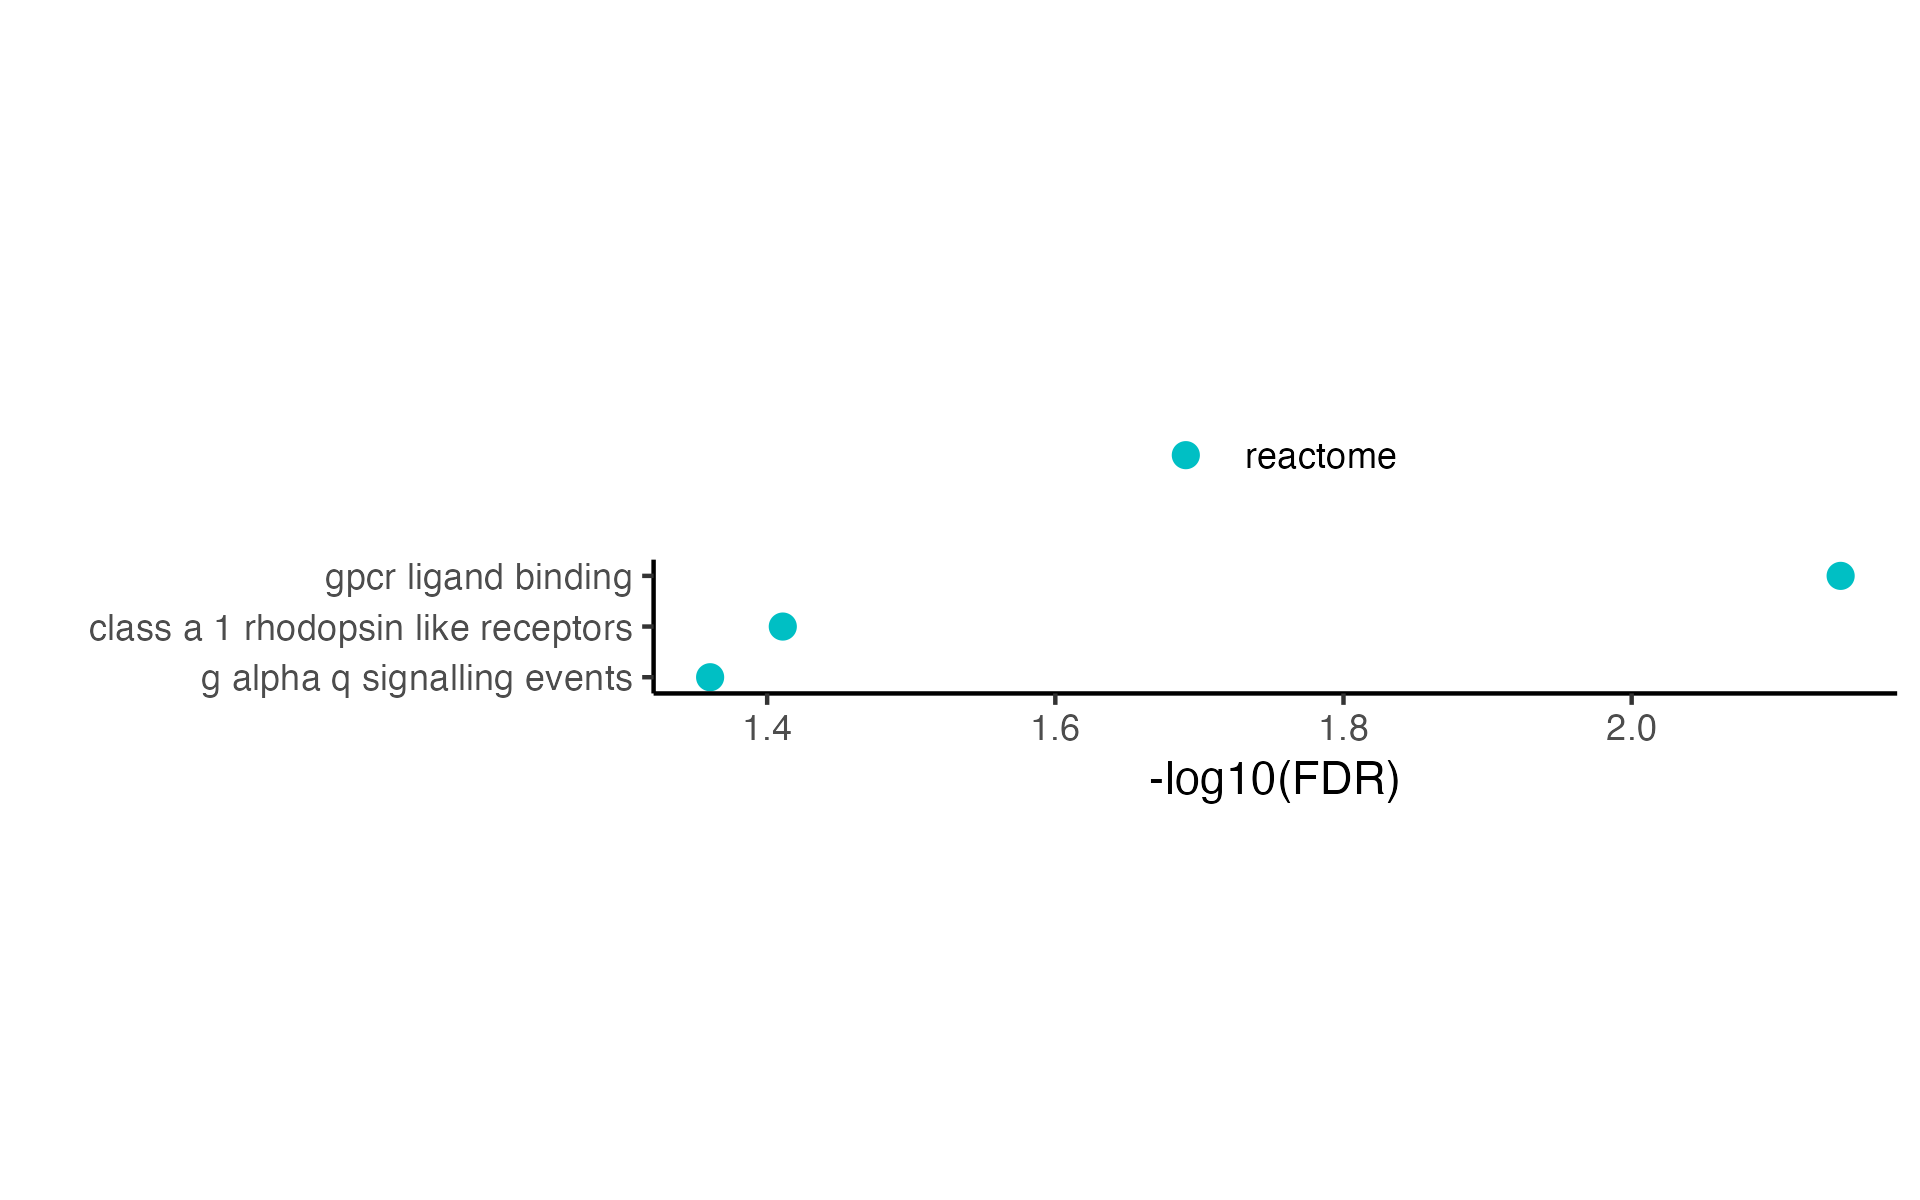 reactome
gpcr ligand binding
class a 1 rhodopsin like receptors
g alpha q signalling events
1.4 1.6 1.8 2.0
-log10(FDR)